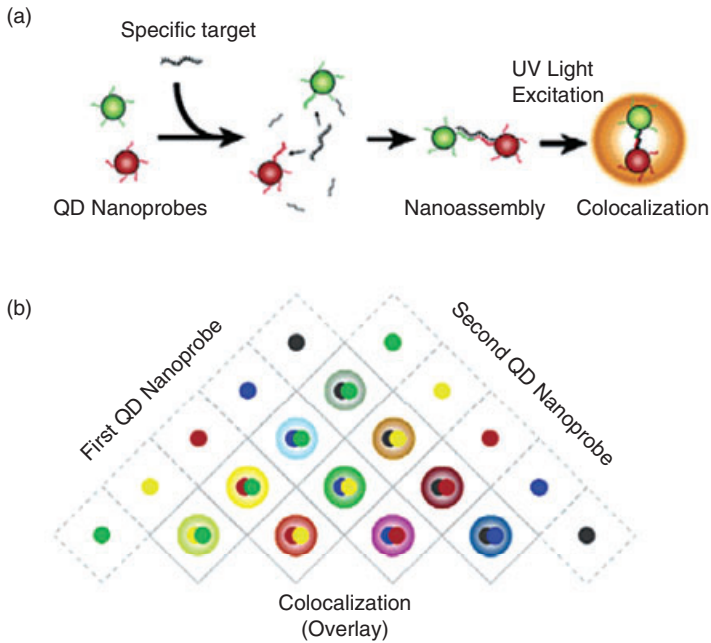 (a)
Specific target
UV Light
Excitation
QD Nanoprobes
Nanoassembly
Colocalization
(b)
First QD Nanoprobe
Second QD Nanoprobe
Colocalization
(Overlay)